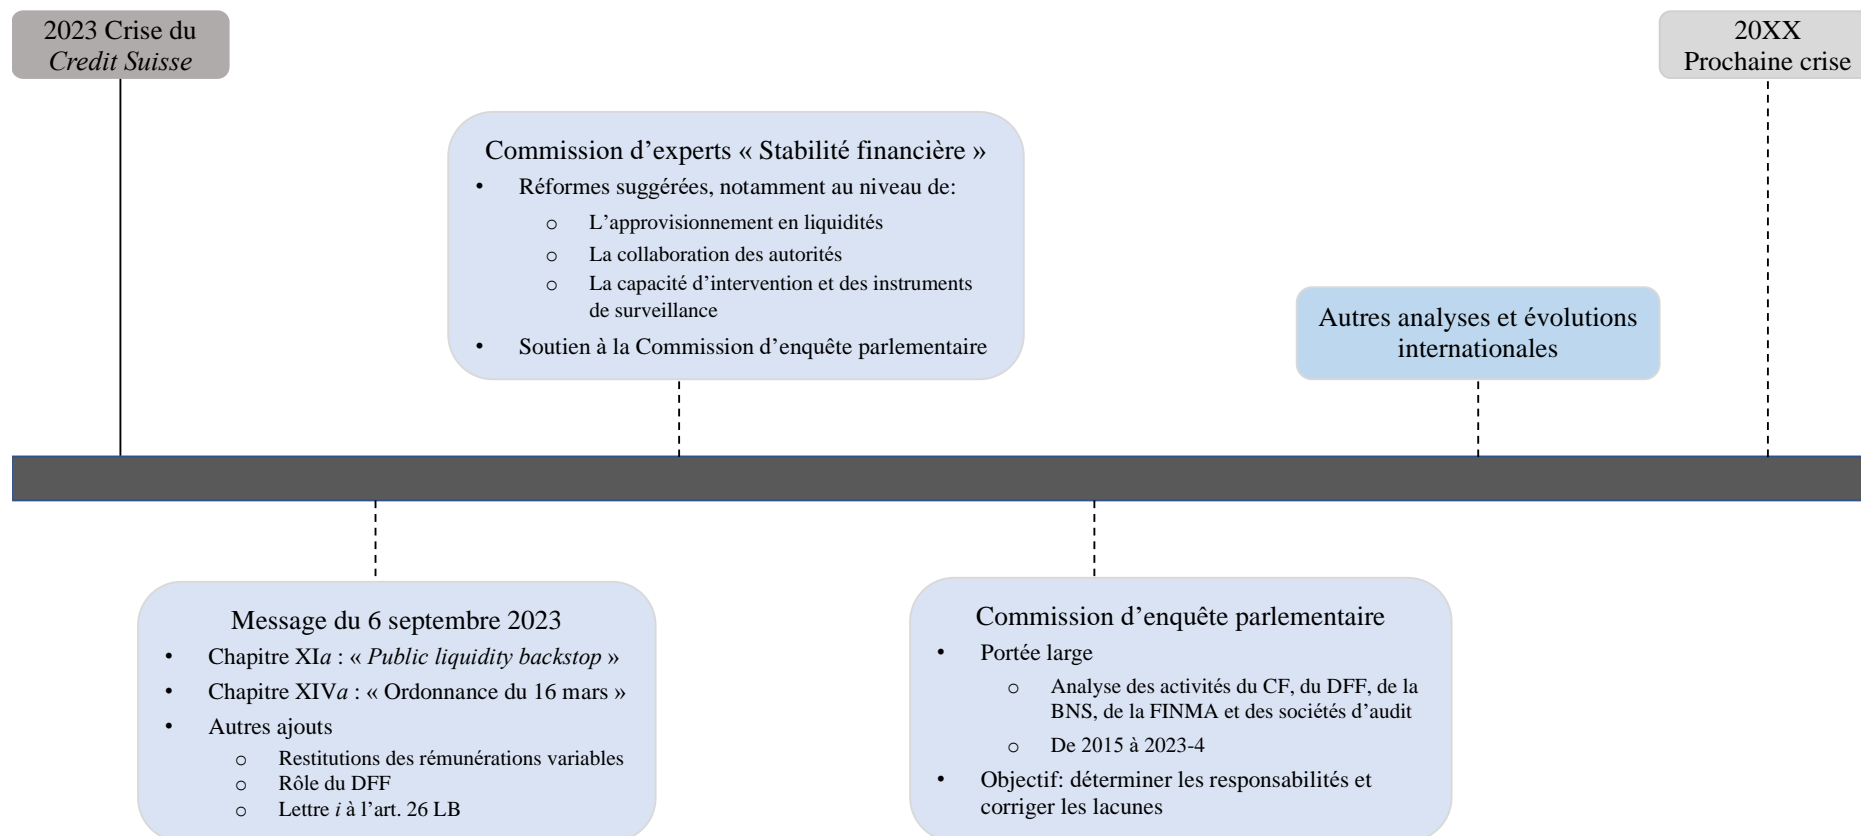 2023 Crise du
Credit Suisse
20XX
Prochaine crise
Commission d’experts « Stabilité financière »
• Réformes suggérées, notamment au niveau de:
o L’approvisionnement en liquidités
o La collaboration des autorités
o La capacité d’intervention et des instruments
de surveillance
• Soutien à la Commission d’enquête parlementaire
Autres analyses et évolutions
internationales
Message du 6 septembre 2023
• Chapitre XIa : « Public liquidity backstop »
• Chapitre XIVa : « Ordonnance du 16 mars »
• Autres ajouts
o Restitutions des rémunérations variables
o Rôle du DFF
o Lettre i à l’art. 26 LB
Commission d’enquête parlementaire
• Portée large
o Analyse des activités du CF, du DFF, de la
BNS, de la FINMA et des sociétés d’audit
o De 2015 à 2023-4
• Objectif: déterminer les responsabilités et
corriger les lacunes